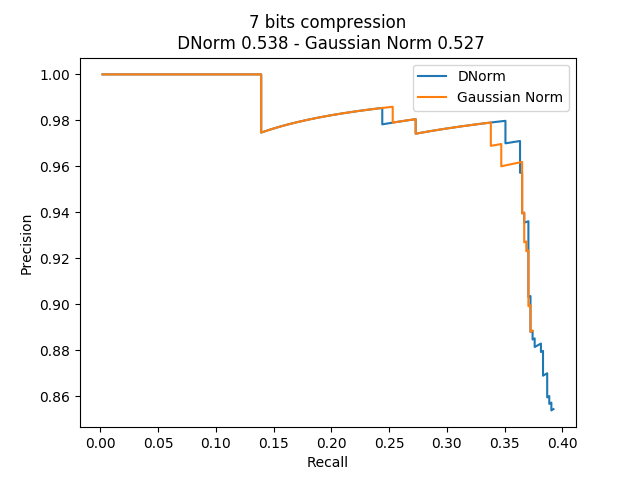 7 bits compression
DNorm 0.538 - Gaussian Norm 0.527
DNorm
Gaussian Norm
1.00
0.98
0.96
0.94
0.92
0.90
0.88
0.86
Precision
0.00 0.05 0.10 0.15 0.20 0.25 0.30 0.35 0.40
Recall